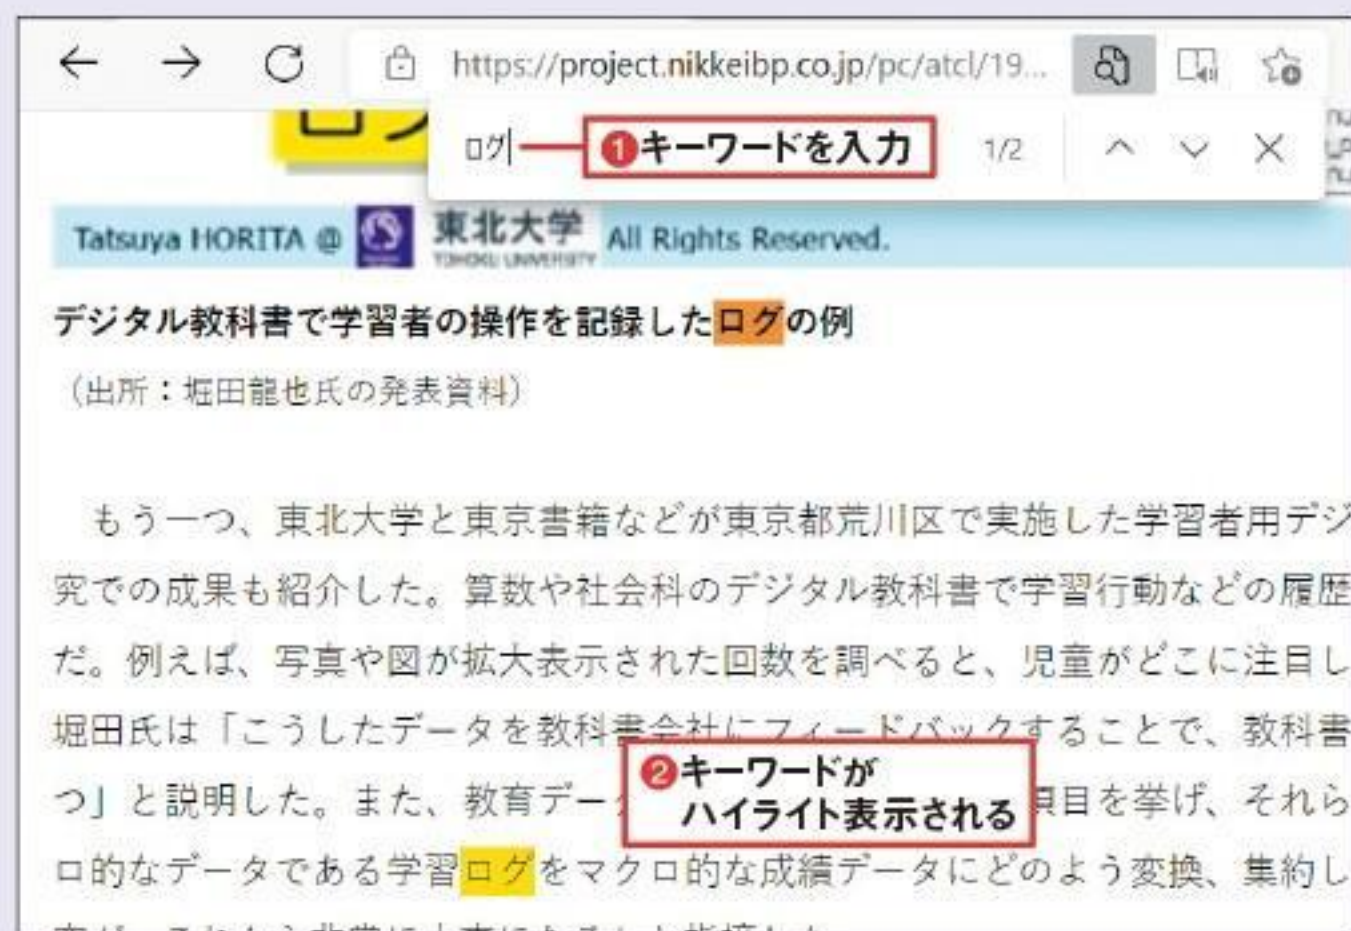 https://project.nikkeibp.co.jp/pc/atcl/19...
ログ
❶キーワードを入力
1/2
Tatsuya HORITA @ 東北大学 All Rights Reserved.
TOHOKU UNIVERSITY
デジタル教科書で学習者の操作を記録したログの例
(出所:堀田龍也氏の発表資料)
もう一つ、東北大学と東京書籍などが東京都荒川区で実施した学習者用デジ
究での成果も紹介した。算数や社会科のデジタル教科書で学習行動などの履歴
だ。例えば、写真や図が拡大表示された回数を調べると、児童がどこに注目し
堀田氏は「こうしたデータを教科書会社にフィードバックすることで、教科書
つ」と説明した。また、教育デー
項目を挙げ、それら
❷キーワードが
ハイライト表示される
ロ的なデータである学習ログをマクロ的な成績データにどのよう変換、集約し